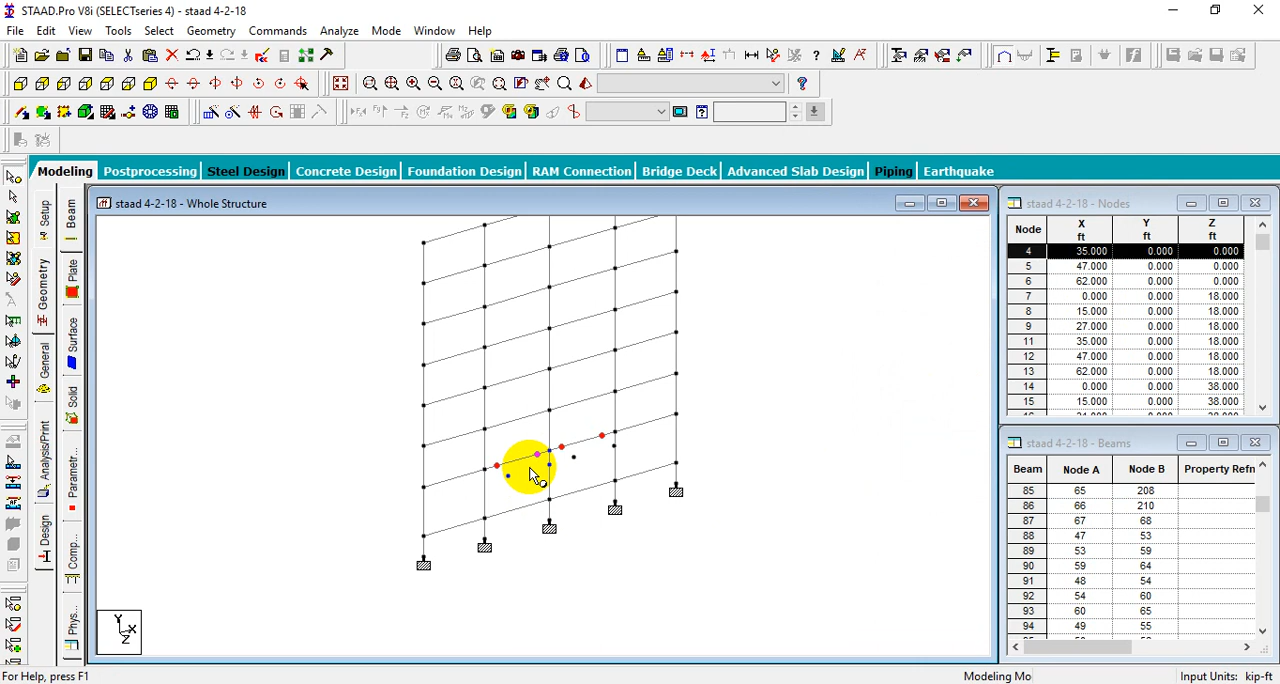 STAAD.Pro V8i (SELECTseries 4) - staad 4-2-18
File Edit View Tools Select Geometry Commands Analyze Mode Window Help
Modeling Postprocessing Steel Design Concrete Design Foundation Design RAM Connection Bridge Deck Advanced Slab Design Piping Earthquake
Setup
Geometry
General
Analysis/Print
Design
Beam
Plate
Surface
Solid
Parametr...
Comp...
Phys...
staad 4-2-18 - Whole Structure
Y
X
Z
staad 4-2-18 - Nodes
Node X ft Y ft Z ft
4 35.000 0.000 0.000
5 47.000 0.000 0.000
6 62.000 0.000 0.000
7 0.000 0.000 18.000
8 15.000 0.000 18.000
9 27.000 0.000 18.000
11 35.000 0.000 18.000
12 47.000 0.000 18.000
13 62.000 0.000 18.000
14 0.000 0.000 38.000
15 15.000 0.000 38.000
staad 4-2-18 - Beams
Beam Node A Node B Property Refn
85 65 208
86 66 210
87 67 68
88 47 53
89 53 59
90 59 64
91 48 54
92 54 60
93 60 65
94 49 55
For Help, press F1
Modeling Mo
Input Units: kip-ft